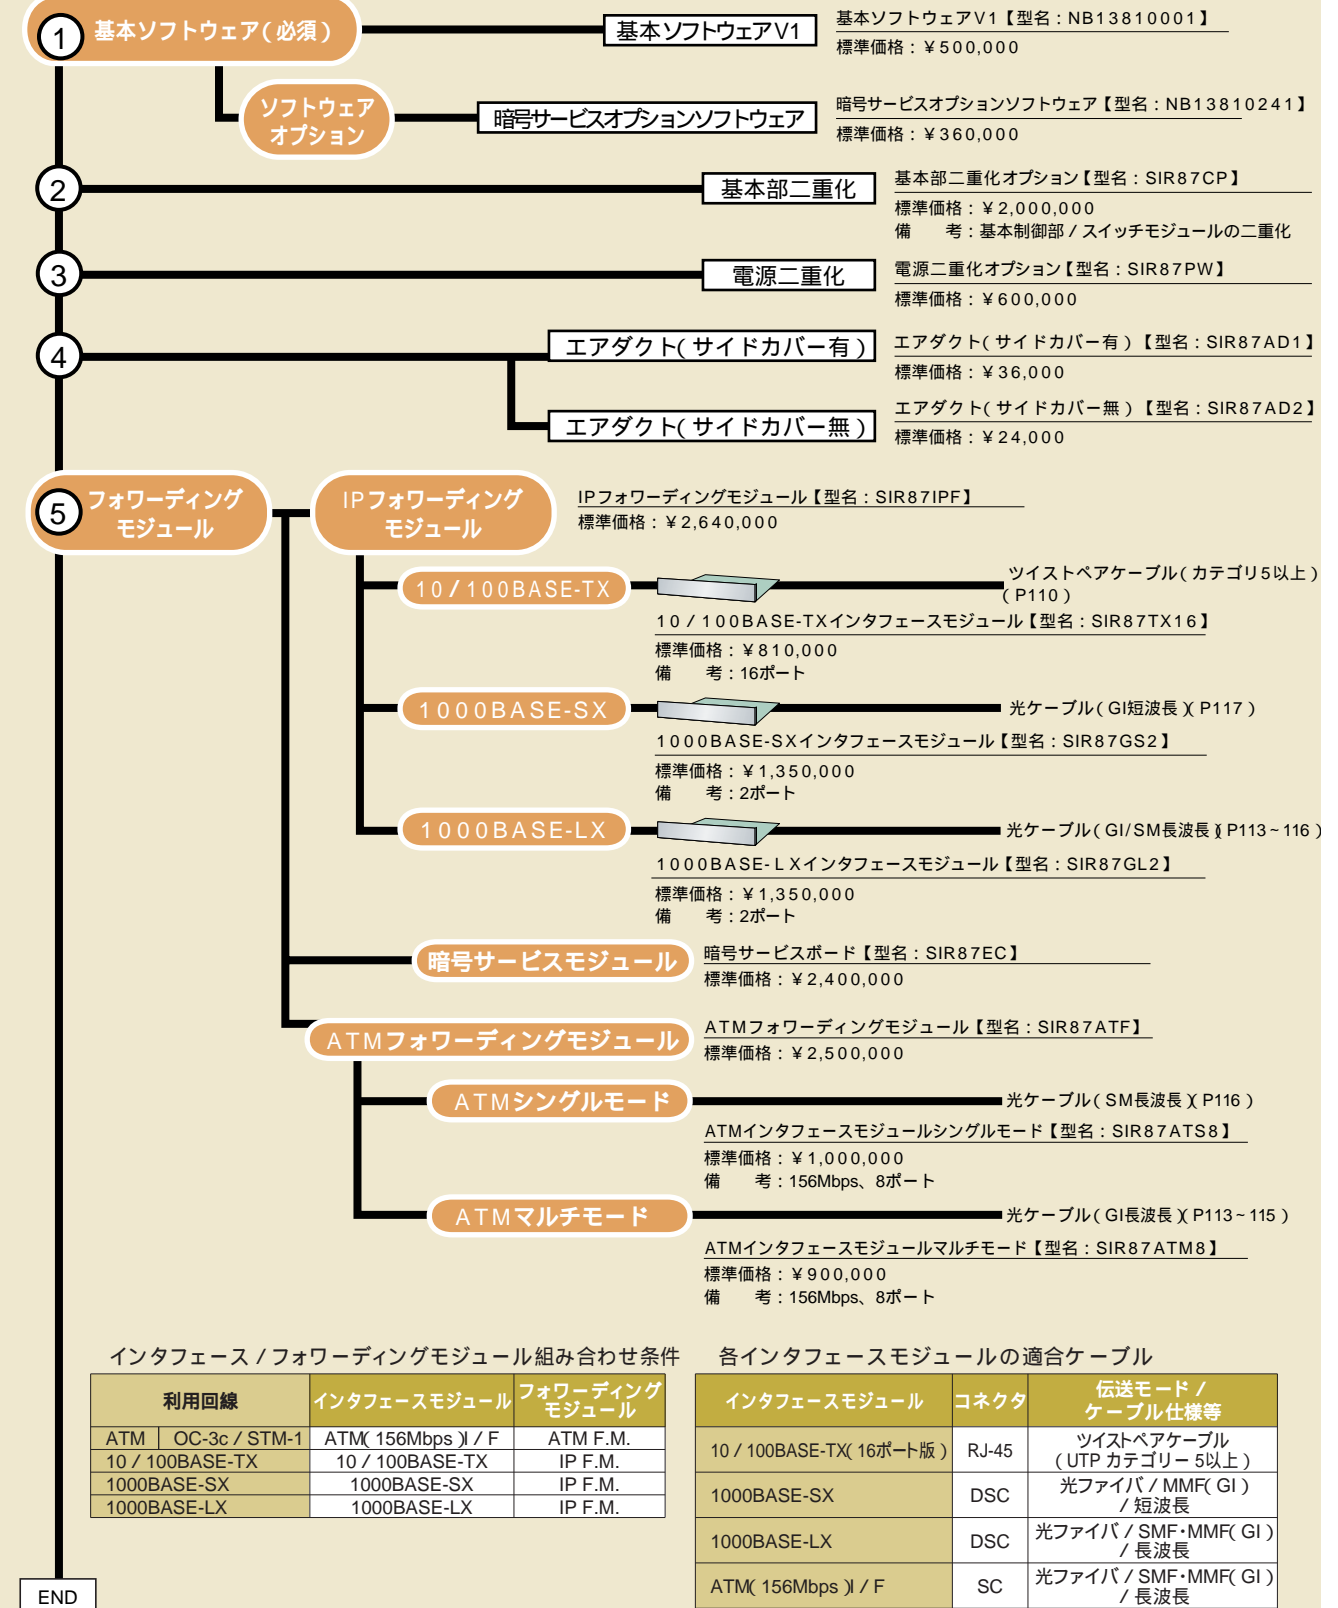 1 基本ソフトウェア(必須)
基本ソフトウェアV1
基本ソフトウェアV1【型名:NB13810001】
標準価格:¥500,000
ソフトウェア
オプション
暗号サービスオプションソフトウェア
暗号サービスオプションソフトウェア【型名:NB13810241】
標準価格:¥360,000
2
基本部二重化
基本部二重化オプション【型名:SIR87CP】
標準価格:¥2,000,000
備 考:基本制御部/スイッチモジュールの二重化
3
電源二重化
電源二重化オプション【型名:SIR87PW】
標準価格:¥600,000
4
エアダクト(サイドカバー有)
エアダクト(サイドカバー有)【型名:SIR87AD1】
標準価格:¥36,000
エアダクト(サイドカバー無)
エアダクト(サイドカバー無)【型名:SIR87AD2】
標準価格:¥24,000
5 フォワーディング
モジュール
IPフォワーディング
モジュール
IPフォワーディングモジュール【型名:SIR87IPF】
標準価格:¥2,640,000
10/100BASE-TX
ツイストペアケーブル(カテゴリ5以上)
(P110)
10/100BASE-TXインタフェースモジュール【型名:SIR87TX16】
標準価格:¥810,000
備 考:16ポート
1000BASE-SX
光ケーブル(GI短波長)(P117)
1000BASE-SXインタフェースモジュール【型名:SIR87GS2】
標準価格:¥1,350,000
備 考:2ポート
1000BASE-LX
光ケーブル(GI/SM長波長)(P113~116)
1000BASE-LXインタフェースモジュール【型名:SIR87GL2】
標準価格:¥1,350,000
備 考:2ポート
暗号サービスモジュール
暗号サービスボード【型名:SIR87EC】
標準価格:¥2,400,000
ATMフォワーディングモジュール
ATMフォワーディングモジュール【型名:SIR87ATF】
標準価格:¥2,500,000
ATMシングルモード
光ケーブル(SM長波長)(P116)
ATMインタフェースモジュールシングルモード【型名:SIR87ATS8】
標準価格:¥1,000,000
備 考:156Mbps、8ポート
ATMマルチモード
光ケーブル(GI長波長)(P113~115)
ATMインタフェースモジュールマルチモード【型名:SIR87ATM8】
標準価格:¥900,000
備 考:156Mbps、8ポート
インタフェース/フォワーディングモジュール組み合わせ条件
利用回線 インタフェースモジュール フォワーディング
モジュール
ATM OC-3c/STM-1 ATM(156Mbps)I/F ATM F.M.
10/100BASE-TX 10/100BASE-TX IP F.M.
1000BASE-SX 1000BASE-SX IP F.M.
1000BASE-LX 1000BASE-LX IP F.M.
各インタフェースモジュールの適合ケーブル
インタフェースモジュール コネクタ 伝送モード/
ケーブル仕様等
10/100BASE-TX(16ポート版) RJ-45 ツイストペアケーブル
(UTP カテゴリー 5以上)
1000BASE-SX DSC 光ファイバ/MMF(GI)
/短波長
1000BASE-LX DSC 光ファイバ/SMF・MMF(GI)
/長波長
ATM(156Mbps)I/F SC 光ファイバ/SMF・MMF(GI)
/長波長
END